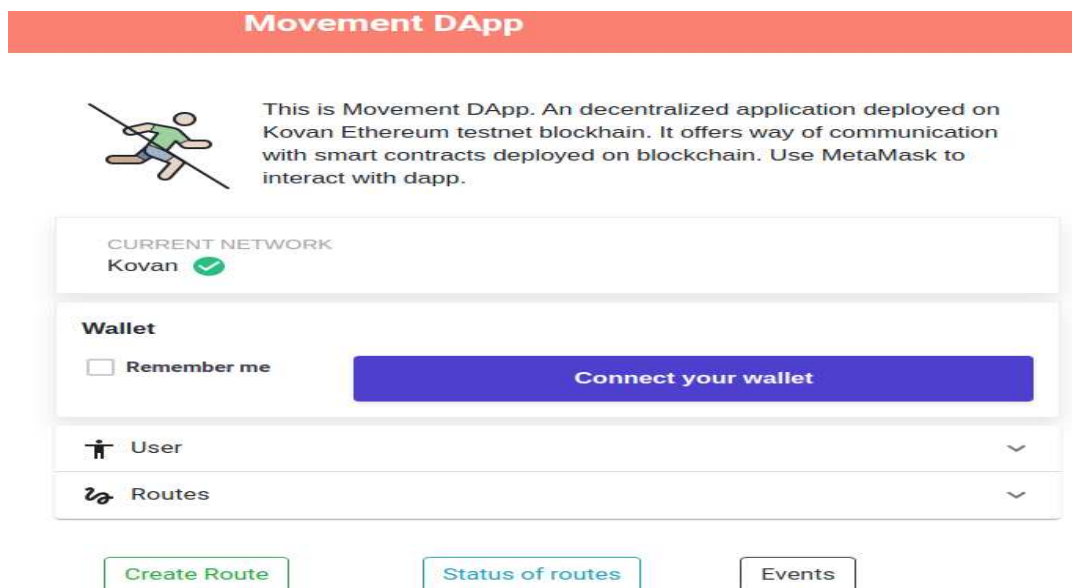 Movement DApp
This is Movement DApp. An decentralized application deployed on
Kovan Ethereum testnet blockhain. It offers way of communication
with smart contracts deployed on blockchain. Use MetaMask to
interact with dapp.
CURRENT NETWORK
Kovan
Wallet
Remember me
Connect your wallet
User
Routes
Create Route Status of routes Events